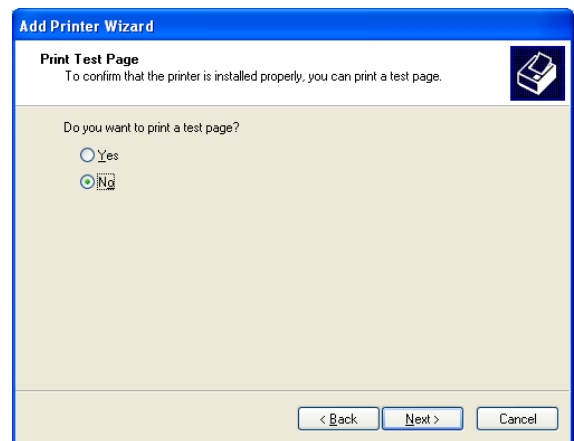 Add Printer Wizard
Print Test Page
To confirm that the printer is installed properly, you can print a test page.
Do you want to print a test page?
Yes
No
< Back
Next >
Cancel